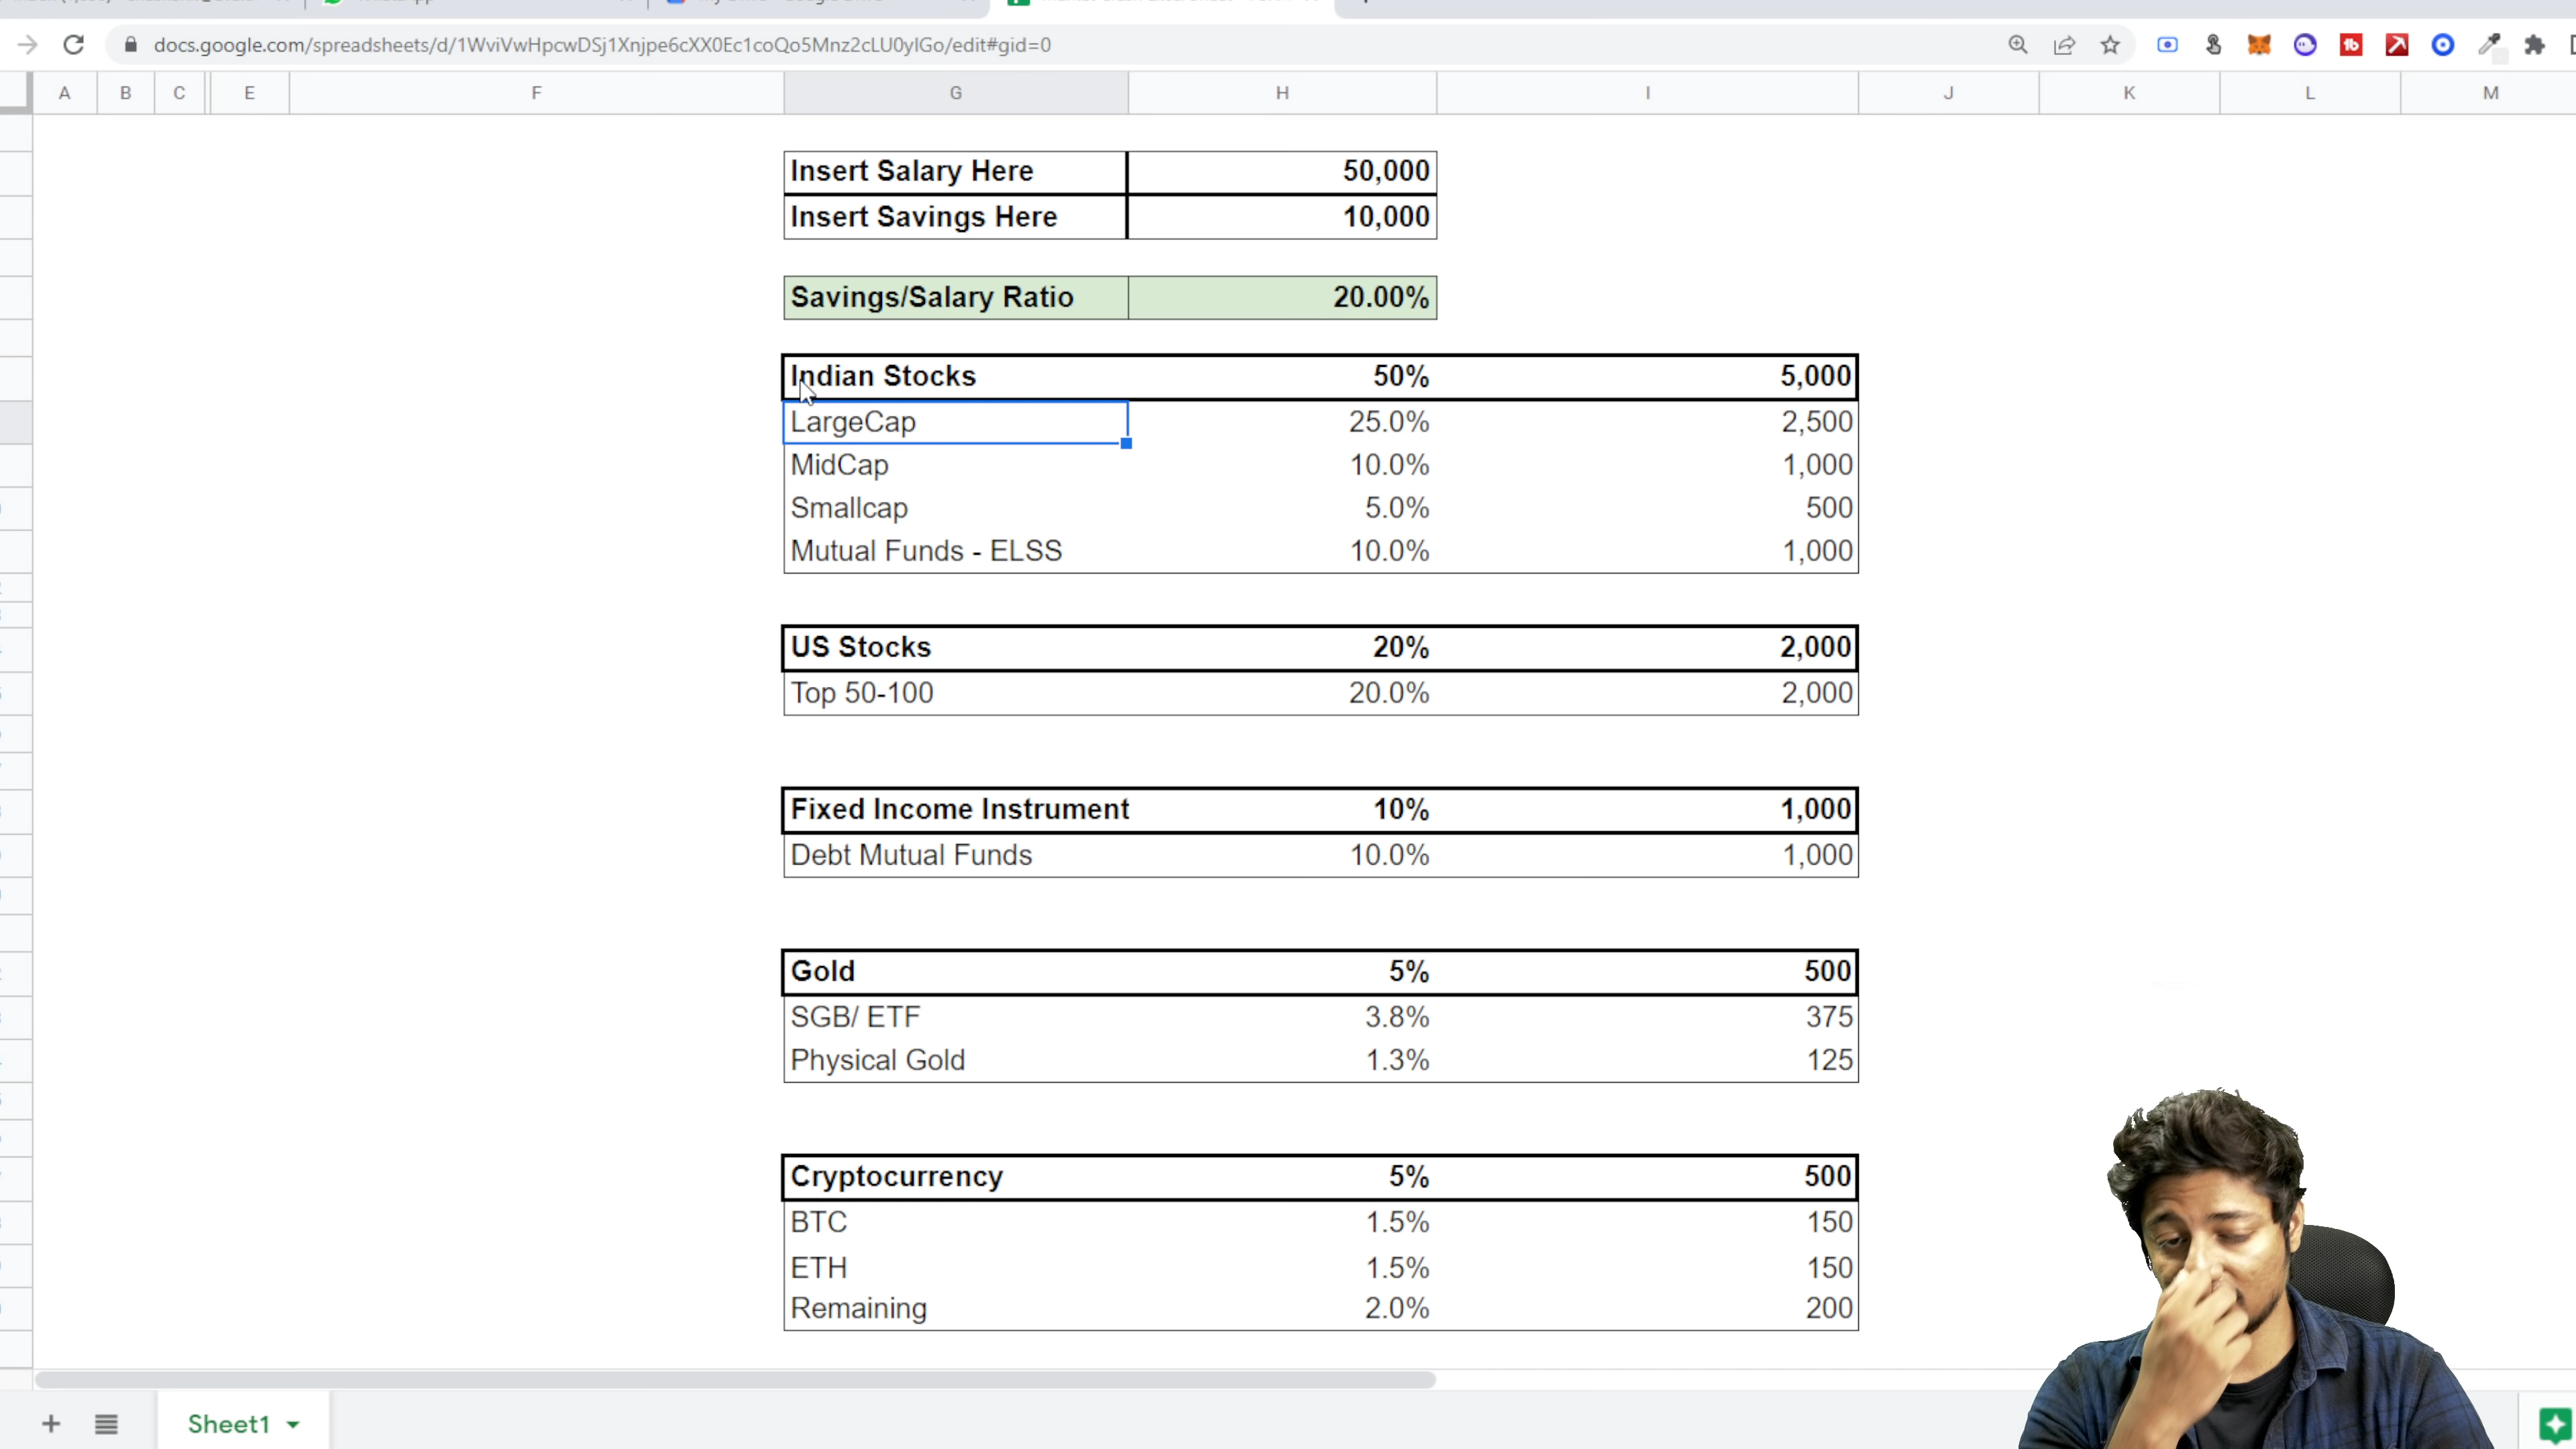 docs.google.com/spreadsheets/d/1WviVwHpcwDSj1Xnjpe6cXX0Ec1coQo5Mnz2cLU0yIGo/edit#gid=0
A B C E F G H I J K L M
Insert Salary Here 50,000
Insert Savings Here 10,000
Savings/Salary Ratio 20.00%
Indian Stocks 50% 5,000
LargeCap 25.0% 2,500
MidCap 10.0% 1,000
Smallcap 5.0% 500
Mutual Funds - ELSS 10.0% 1,000
US Stocks 20% 2,000
Top 50-100 20.0% 2,000
Fixed Income Instrument 10% 1,000
Debt Mutual Funds 10.0% 1,000
Gold 5% 500
SGB/ ETF 3.8% 375
Physical Gold 1.3% 125
Cryptocurrency 5% 500
BTC 1.5% 150
ETH 1.5% 150
Remaining 2.0% 200
Sheet1